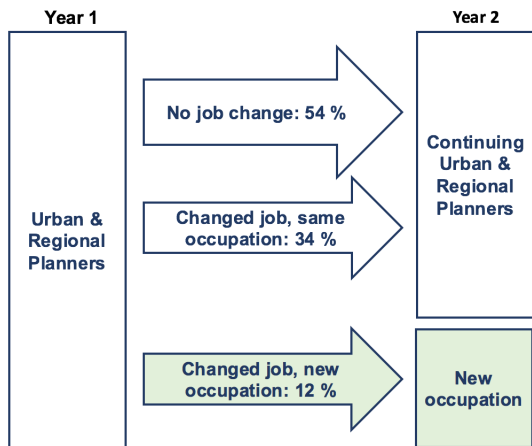 Year 1
Year 2
No job change: 54 %
Continuing
Urban &
Regional
Planners
Urban &
Regional
Planners
Changed job, same
occupation: 34 %
Changed job, new
occupation: 12 %
New
occupation